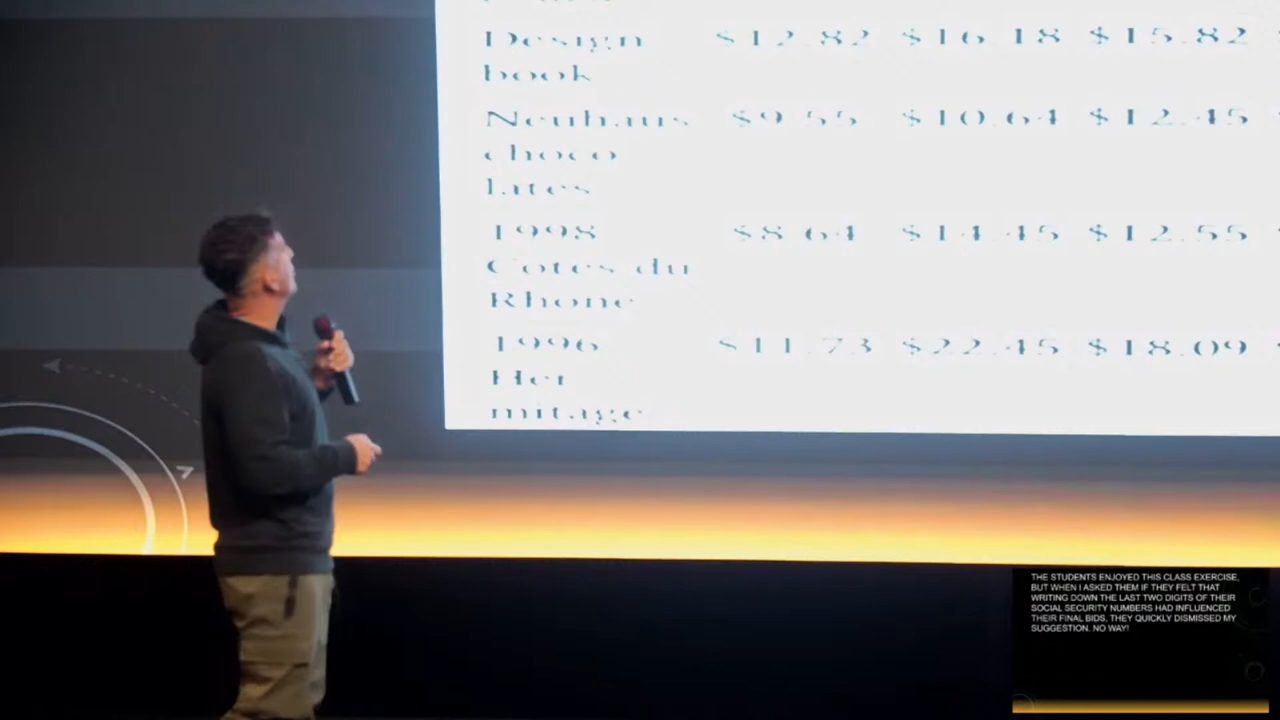 Design $12.82 $16.18 $15.82
book
Neuhaus $9.55 $10.64 $12.45
choco
lates
1998 $8.64 $14.45 $12.55
Cotes du
Rhone
1996 $11.73 $22.45 $18.09
Her
mitage
THE STUDENTS ENJOYED THIS CLASS EXERCISE,
BUT WHEN I ASKED THEM IF THEY FELT THAT
WRITING DOWN THE LAST TWO DIGITS OF THEIR
SOCIAL SECURITY NUMBERS HAD INFLUENCED
THEIR FINAL BIDS, THEY QUICKLY DISMISSED MY
SUGGESTION. NO WAY!